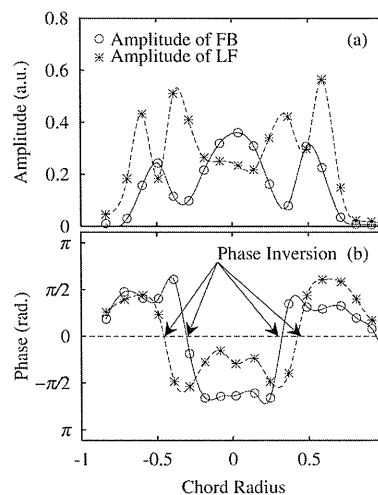 0.8
Amplitude of FB (a)
Amplitude of LF
0.6
0.4
0.2
0
Amplitude (a.u.)
π
Phase Inversion (b)
π/2
0
−π/2
π
Phase (rad.)
-1 -0.5 0 0.5
Chord Radius